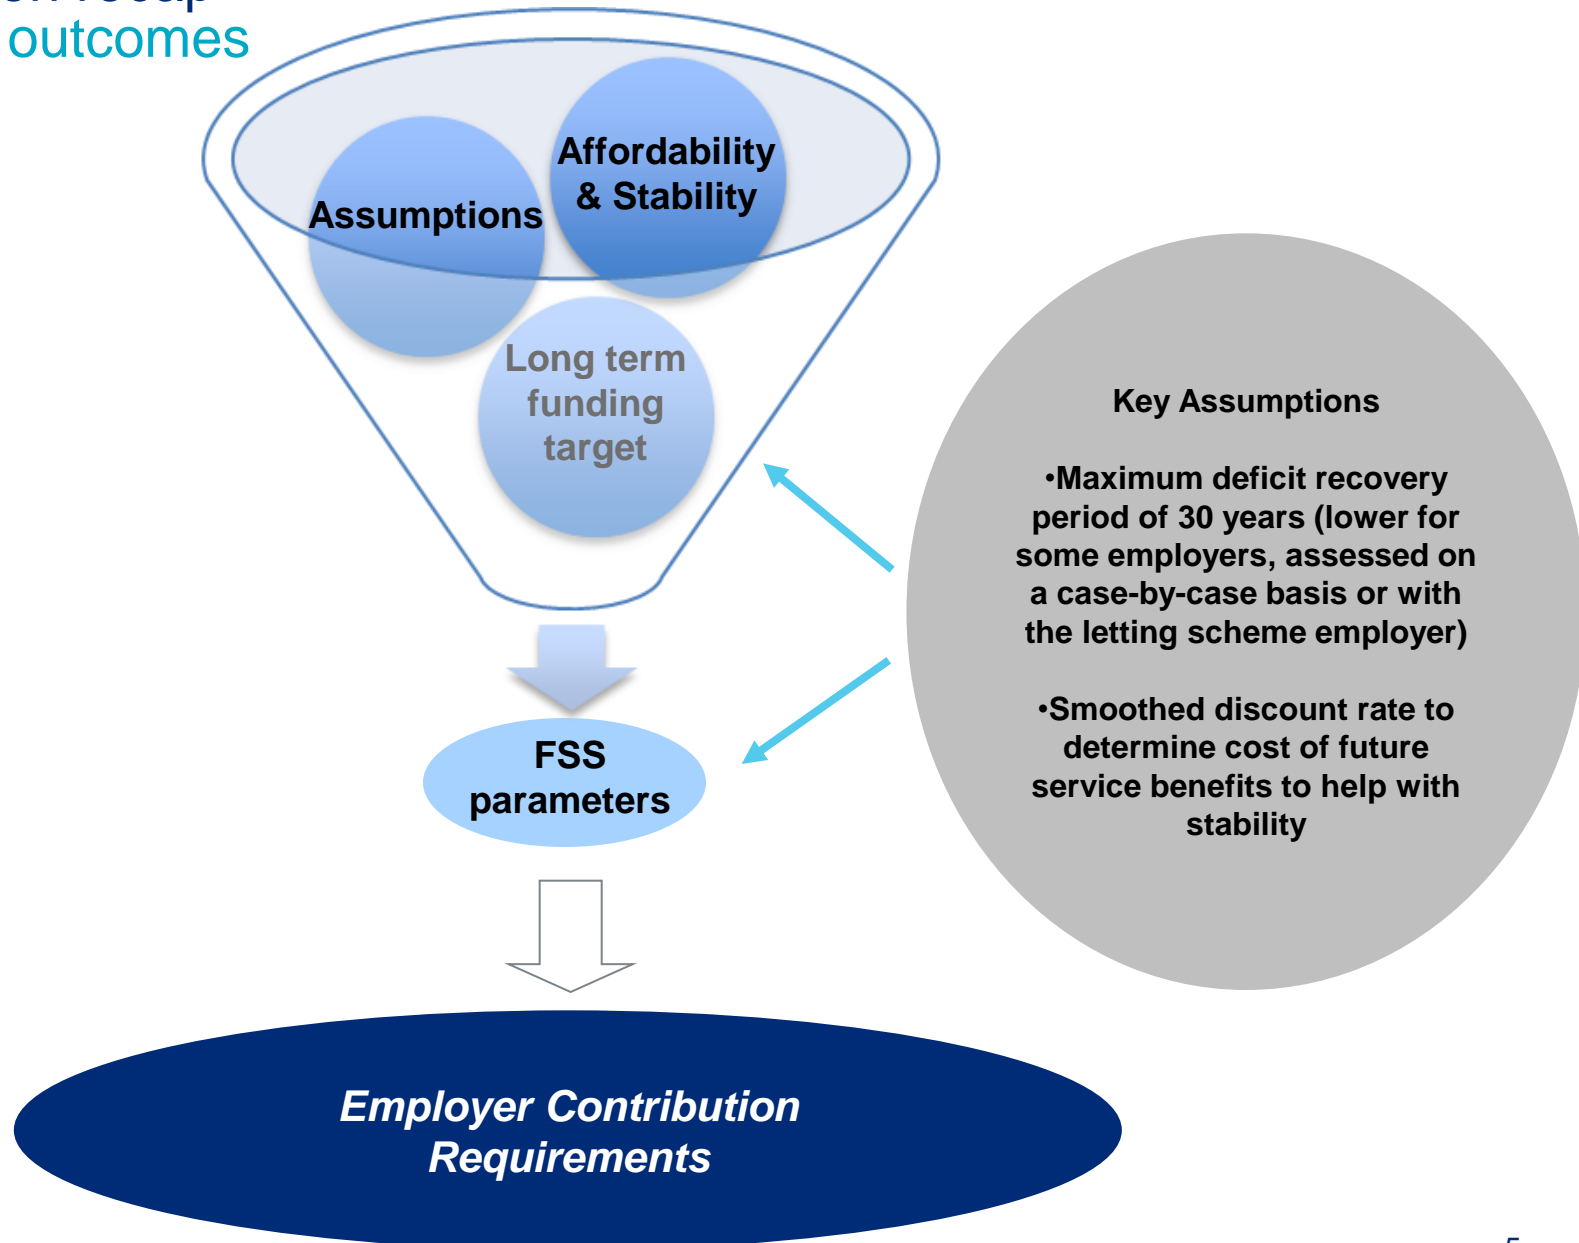 outcomes
Affordability
& Stability
Assumptions
Long term
funding
target
FSS
parameters
Employer Contribution
Requirements
Key Assumptions
•Maximum deficit recovery
period of 30 years (lower for
some employers, assessed on
a case-by-case basis or with
the letting scheme employer)
•Smoothed discount rate to
determine cost of future
service benefits to help with
stability
5